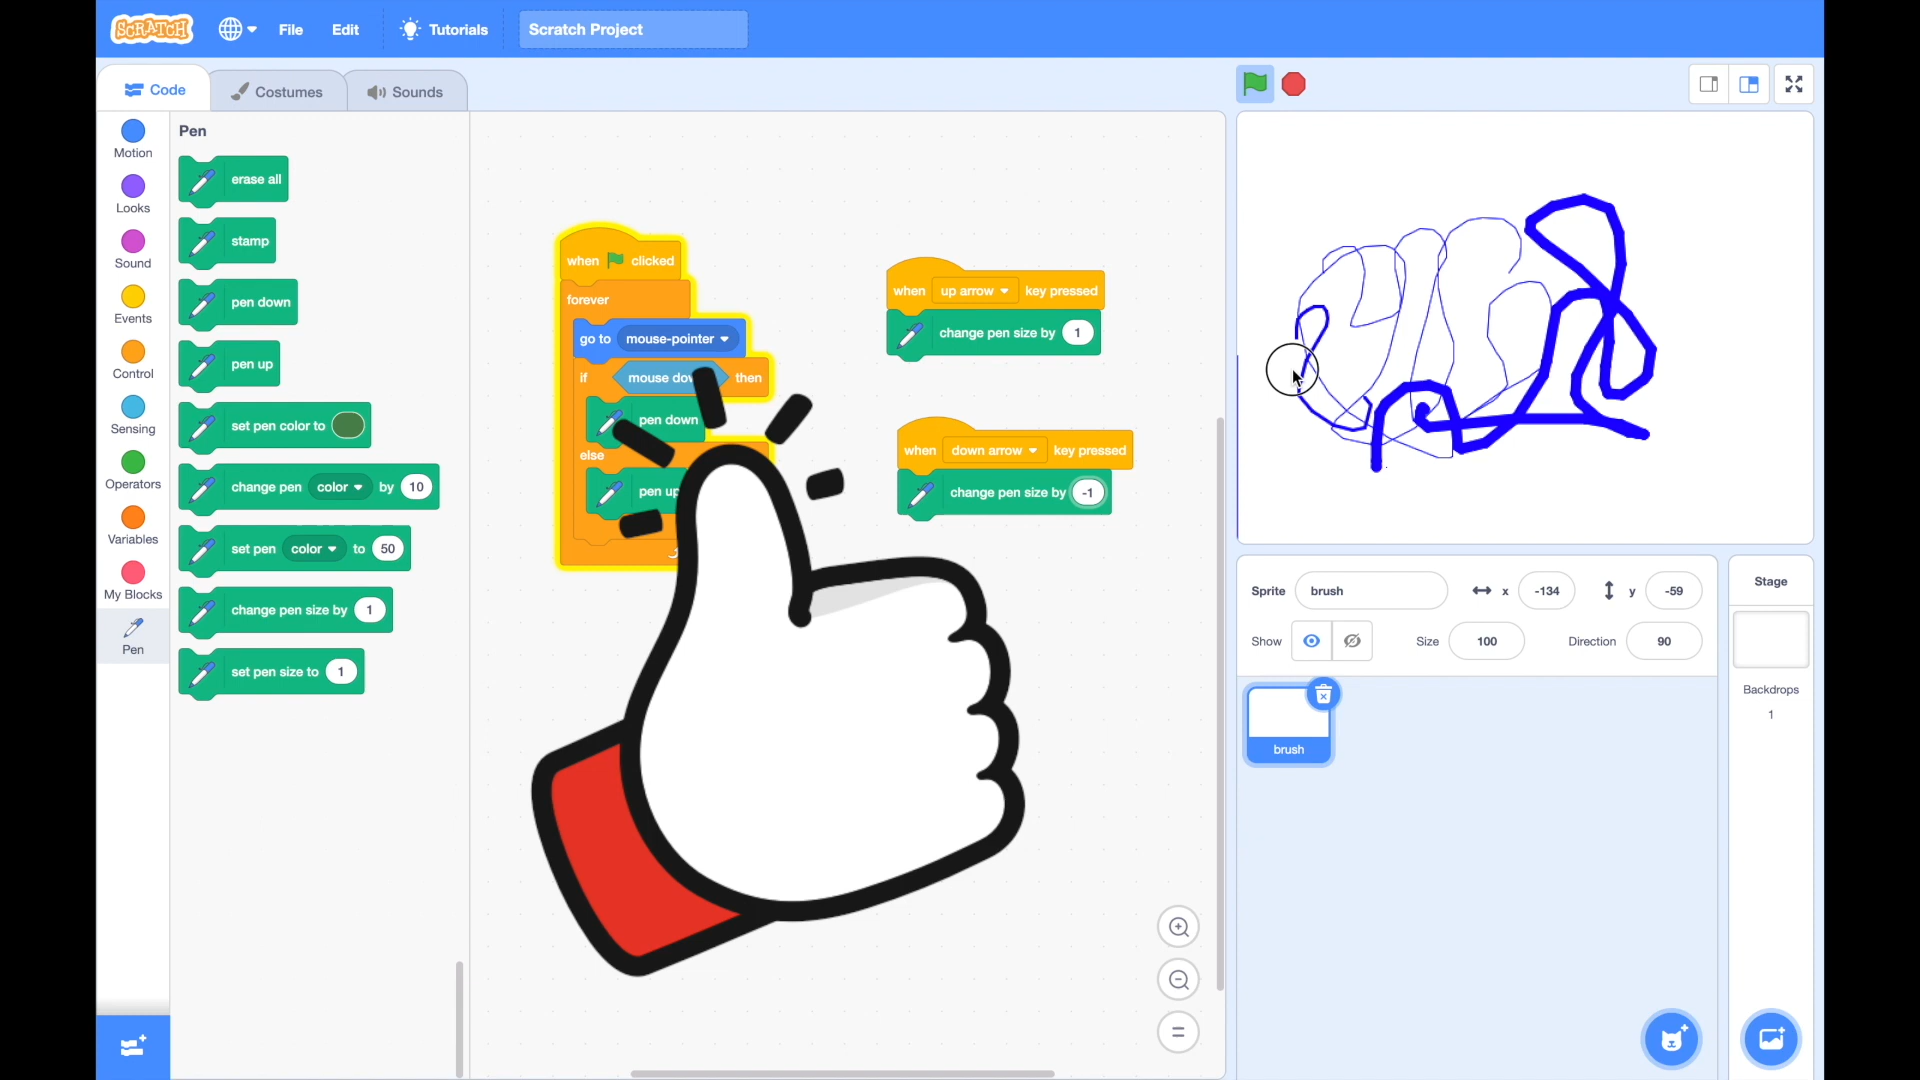 SCRATCH File Edit Tutorials Scratch Project
Code Costumes Sounds
Motion
Looks
Sound
Events
Control
Sensing
Operators
Variables
My Blocks
Pen
Pen
erase all
stamp
pen down
pen up
set pen color to
change pen color by 10
set pen color to 50
change pen size by 1
set pen size to 1
when clicked
forever
go to mouse-pointer
if then
pen down
else
pen up
when up arrow key pressed
change pen size by 1
when down arrow key pressed
change pen size by -1
Sprite brush x -134 y -59
Show Size 100 Direction 90
brush
Stage
Backdrops
1